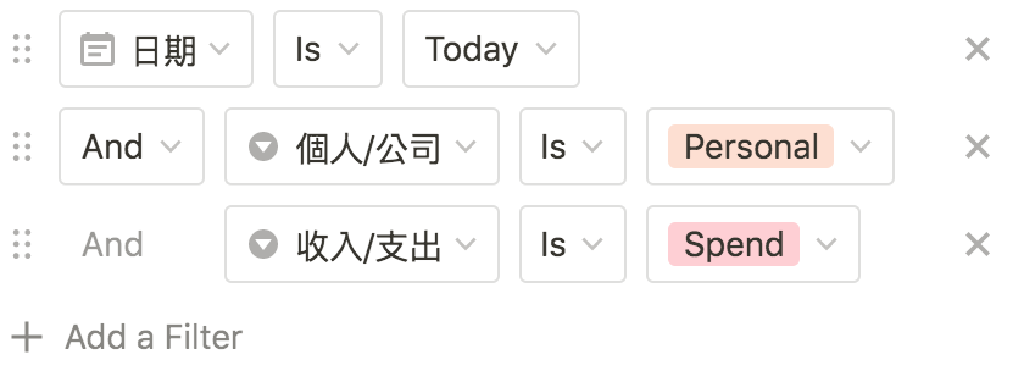 日期 Is Today
And 個人/公司 Is Personal
And 收入/支出 Is Spend
Add a Filter